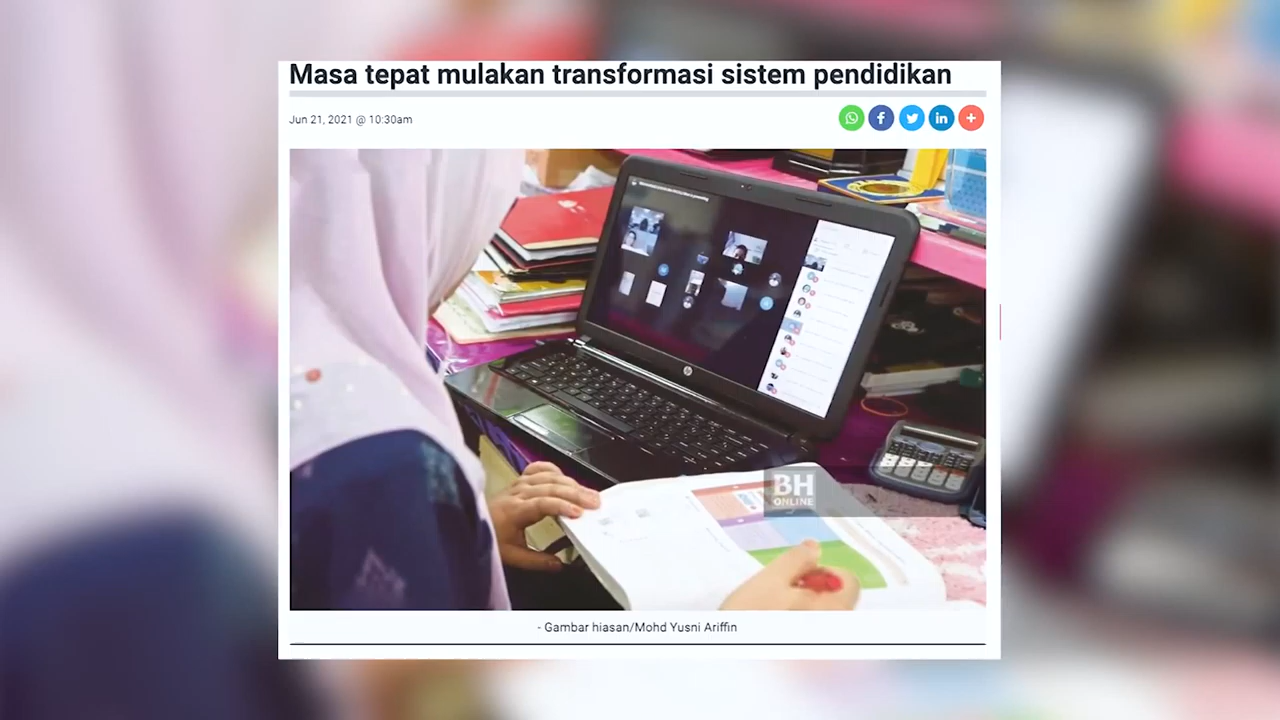 Masa tepat mulakan transformasi sistem pendidikan
Jun 21, 2021 @ 10:30am
BH
ONLINE
- Gambar hiasan/Mohd Yusni Ariffin